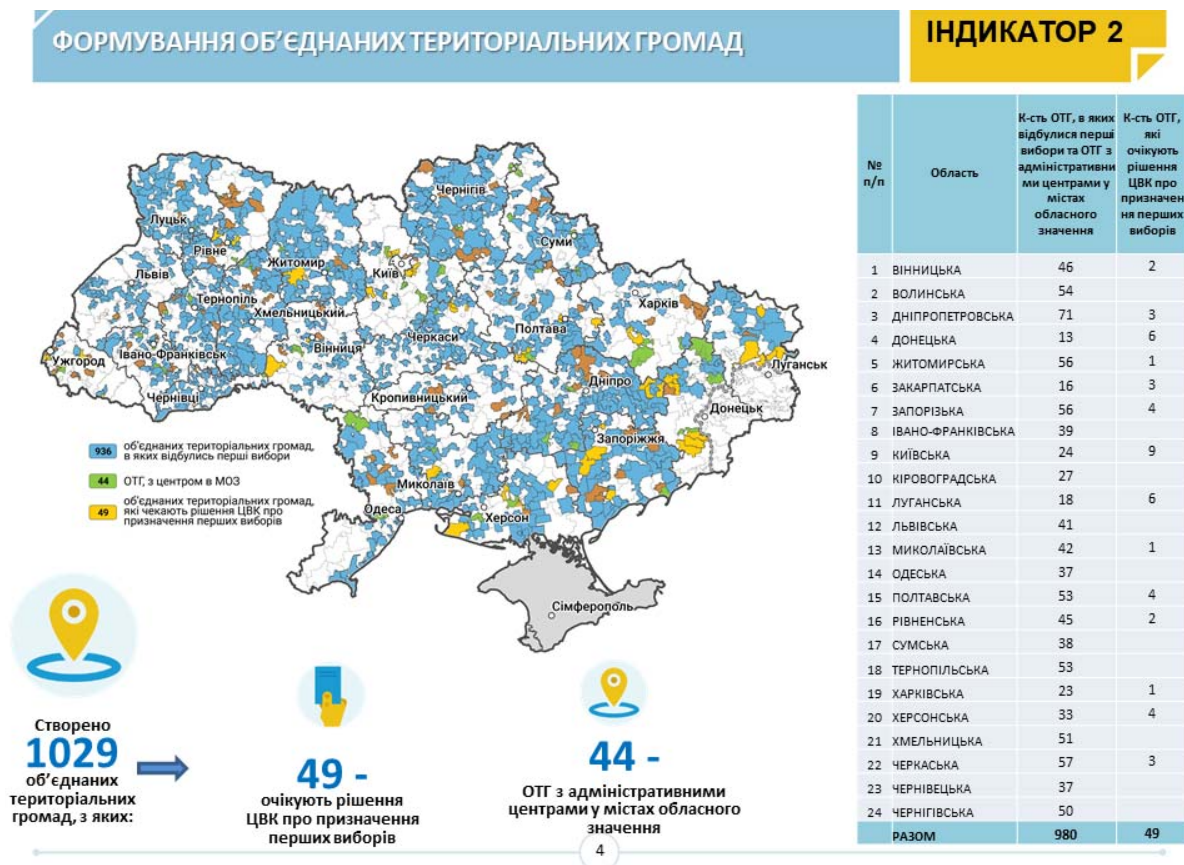 ФОРМУВАННЯ ОБ’ЄДНАНИХ ТЕРИТОРІАЛЬНИХ ГРОМАД
ІНДИКАТОР 2
Чернігів
Луцьк
Рівне
Суми
Житомир
Київ
Львів
Харків
Тернопіль
Хмельницький
Полтава
Черкаси
Вінниця
Івано-Франківськ
Ужгород
Луганськ
Чернівці
Дніпро
Кропивницький
Донецьк
Запоріжжя
Миколаїв
Одеса
Херсон
Сімферополь
936 об'єднаних територіальних громад,
в яких відбулись перші вибори
44 ОТГ, з центром в МОЗ
49 об'єднаних територіальних громад,
які чекають рішення ЦВК про
призначення перших виборів
Створено
1029
об’єднаних
територіальних
громад, з яких:
49 -
очікують рішення
ЦВК про призначення
перших виборів
44 -
ОТГ з адміністративними
центрами у містах обласного
значення
№
п/п
Область
К-сть ОТГ, в яких
відбулися перші
вибори та ОТГ з
адміністративни
ми центрами у
містах
обласного
значення
К-сть ОТГ,
які
очікують
рішення
ЦВК про
призначен
ня перших
виборів
1 ВІННИЦЬКА 46 2
2 ВОЛИНСЬКА 54
3 ДНІПРОПЕТРОВСЬКА 71 3
4 ДОНЕЦЬКА 13 6
5 ЖИТОМИРСЬКА 56 1
6 ЗАКАРПАТСЬКА 16 3
7 ЗАПОРІЗЬКА 56 4
8 ІВАНО-ФРАНКІВСЬКА 39
9 КИЇВСЬКА 24 9
10 КІРОВОГРАДСЬКА 27
11 ЛУГАНСЬКА 18 6
12 ЛЬВІВСЬКА 41
13 МИКОЛАЇВСЬКА 42 1
14 ОДЕСЬКА 37
15 ПОЛТАВСЬКА 53 4
16 РІВНЕНСЬКА 45 2
17 СУМСЬКА 38
18 ТЕРНОПІЛЬСЬКА 53
19 ХАРКІВСЬКА 23 1
20 ХЕРСОНСЬКА 33 4
21 ХМЕЛЬНИЦЬКА 51
22 ЧЕРКАСЬКА 57 3
23 ЧЕРНІВЕЦЬКА 37
24 ЧЕРНІГІВСЬКА 50
РАЗОМ 980 49
4